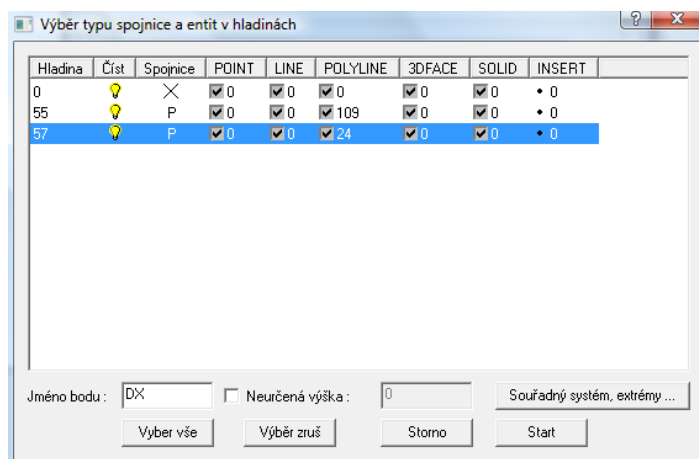 Výběr typu spojnice a entit v hladinách
Hladina Číst Spojnice POINT LINE POLYLINE 3DFACE SOLID INSERT
0 0 0 0 0 0 0
55 P 0 0 109 0 0 0
57 P 0 0 24 0 0 0
Jméno bodu : DX Neurčená výška : 0 Souřadný systém, extrémy ...
Vyber vše Výběr zruš Storno Start